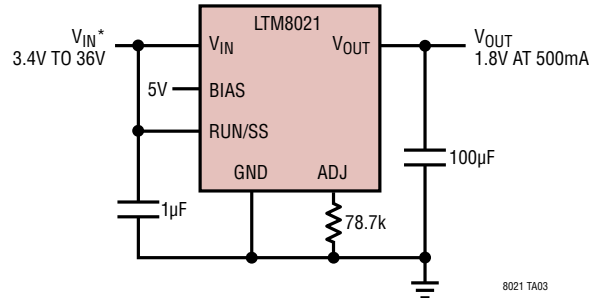 LTM8021
VIN*
3.4V TO 36V
VIN
VOUT
VOUT
1.8V AT 500mA
5V
BIAS
RUN/SS
GND
ADJ
100µF
1µF
78.7k
8021 TA03